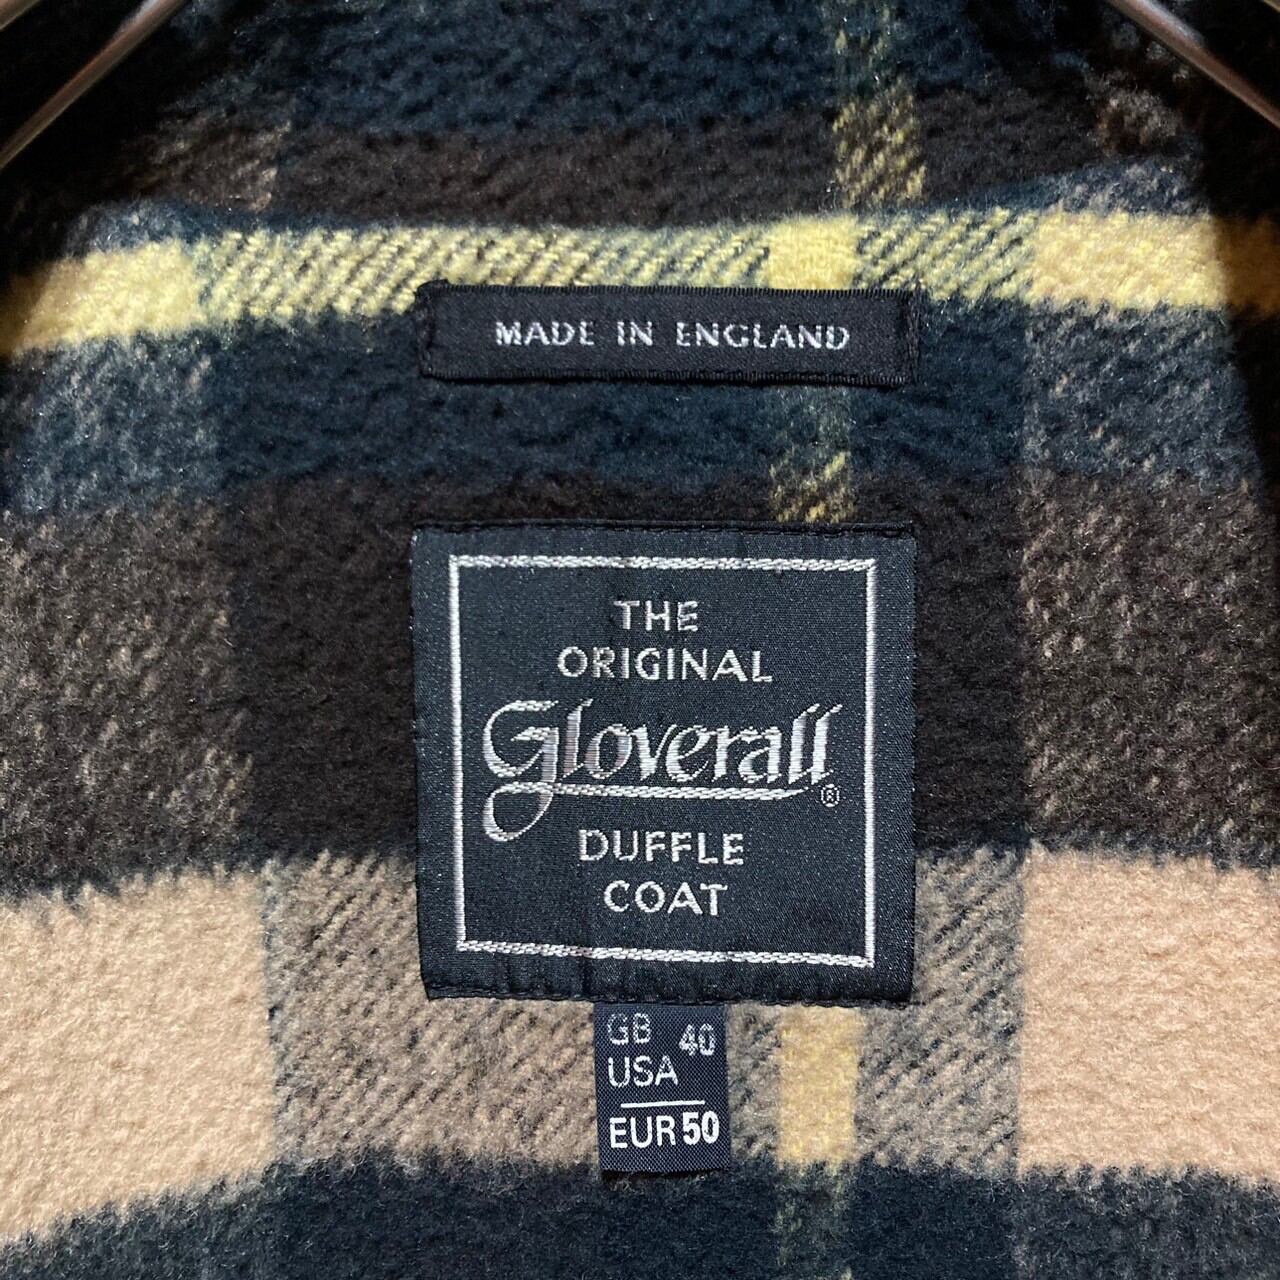 MADE IN ENGLAND
THE
ORIGINAL
Gloverall®
DUFFLE
COAT
GB 40
USA
EUR 50